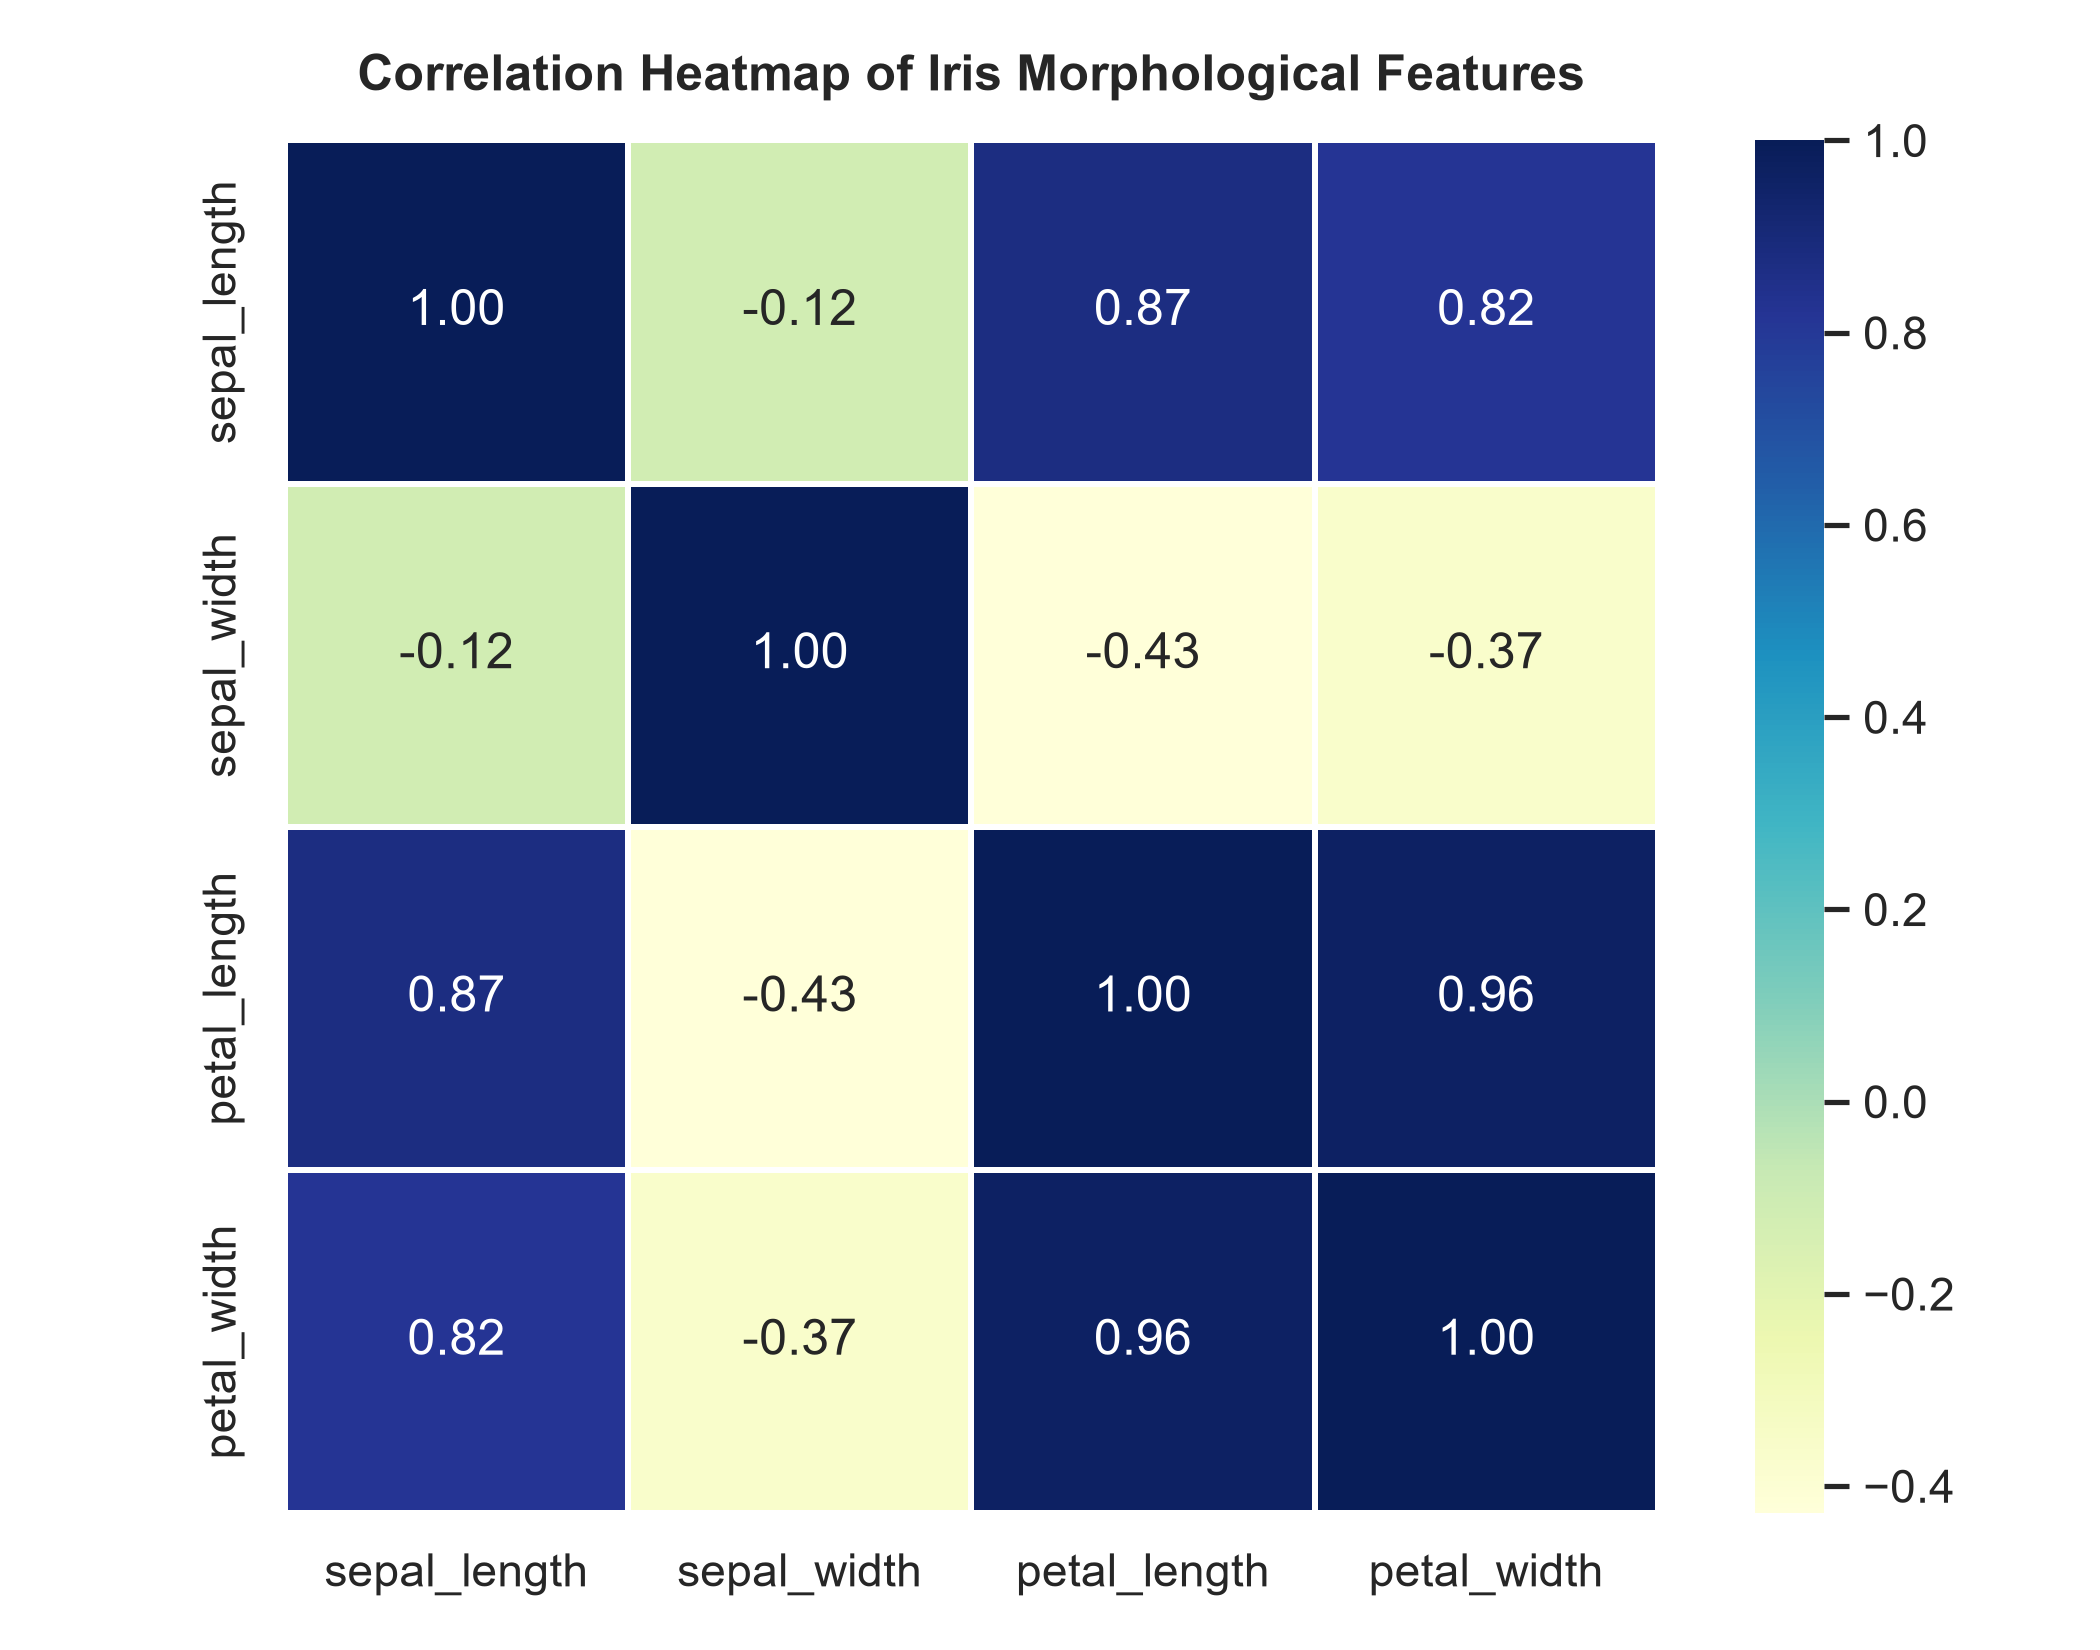 Correlation Heatmap of Iris Morphological Features
sepal_length
1.00
-0.12
0.87
0.82
sepal_width
-0.12
1.00
-0.43
-0.37
petal_length
0.87
-0.43
1.00
0.96
petal_width
0.82
-0.37
0.96
1.00
sepal_length
sepal_width
petal_length
petal_width
1.0
0.8
0.6
0.4
0.2
0.0
−0.2
−0.4